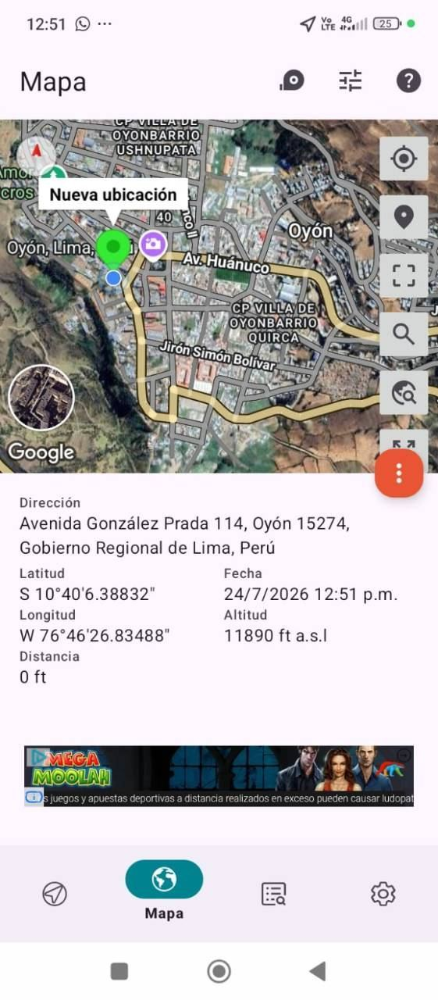 12:51
Vo
LTE
4G
25
Mapa
CP VILLA DE
OYONBARRIO
USHNUPATA
Nueva ubicación
40
Oyón
Oyón, Lima,
Av. Huánuco
CP VILLA DE
OYONBARRIO
QUIRCA
Jirón Simón Bolívar
Google
Dirección
Avenida González Prada 114, Oyón 15274,
Gobierno Regional de Lima, Perú
Latitud
Fecha
S 10°40'6.38832"
24/7/2026 12:51 p.m.
Longitud
Altitud
W 76°46'26.83488"
11890 ft a.s.l
Distancia
0 ft
MEGA
MOOLAH
s juegos y apuestas deportivas a distancia realizados en exceso pueden causar ludopat
Mapa